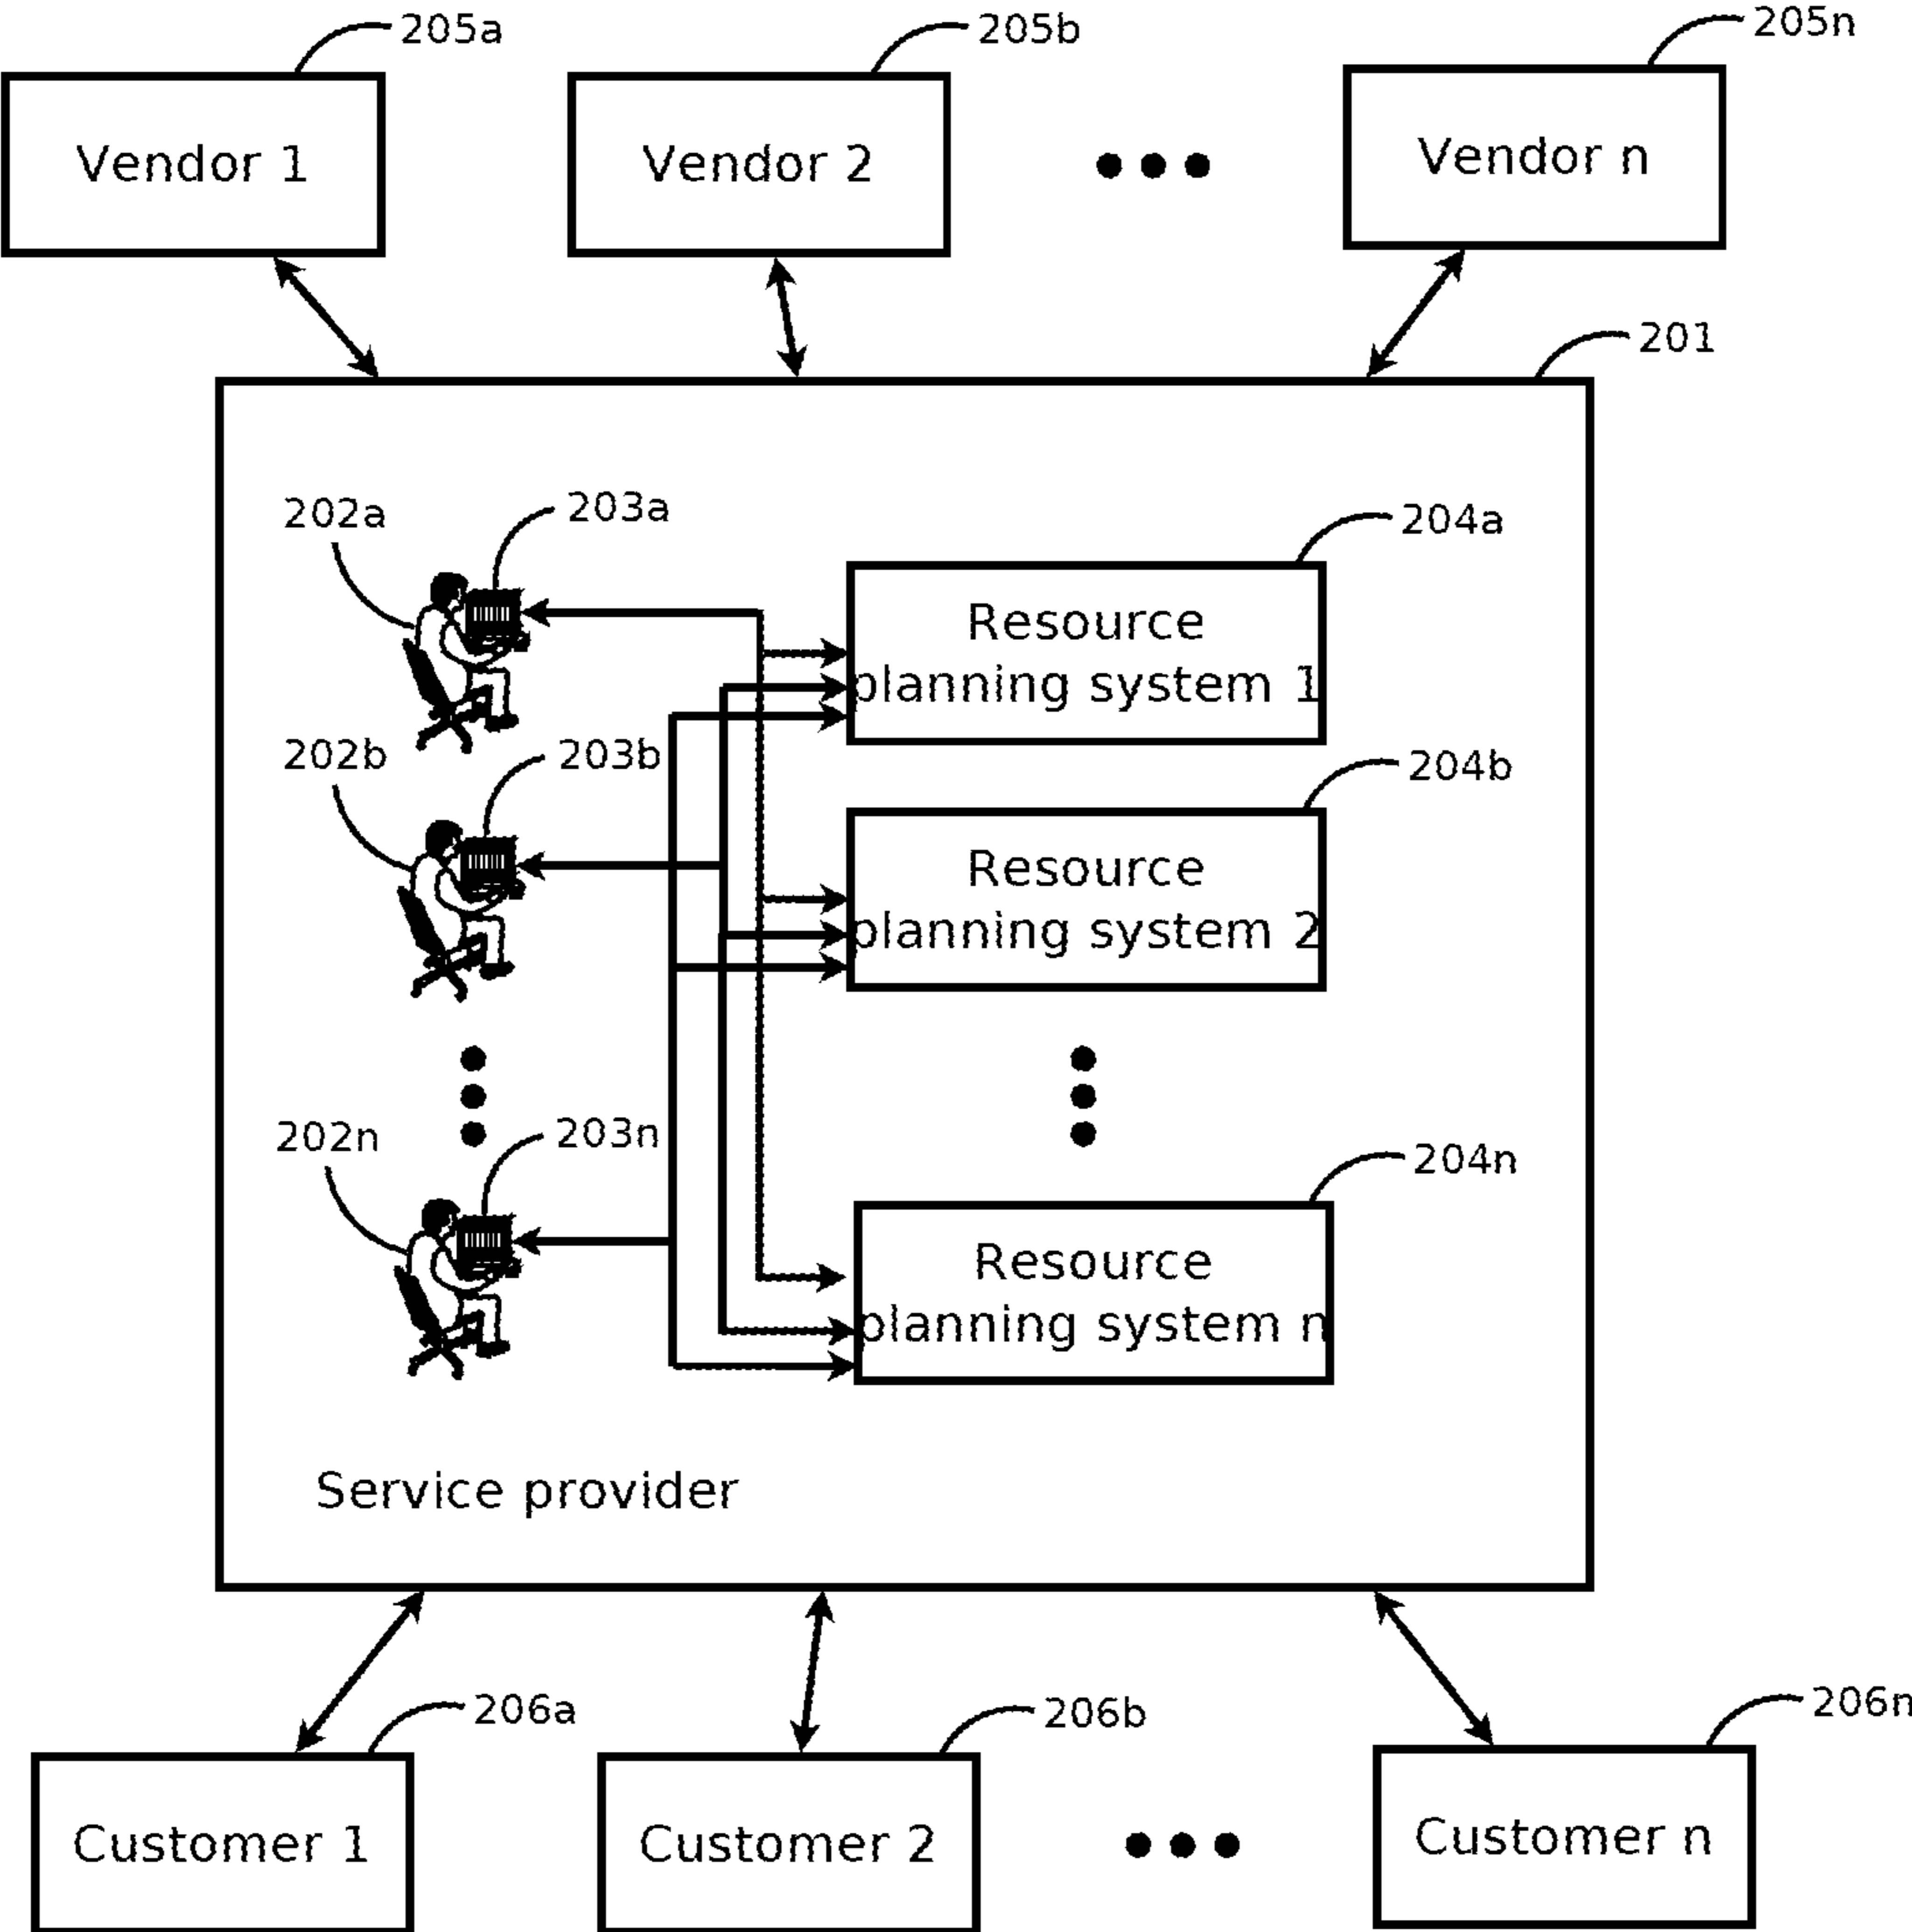 205a
205b
205n
Vendor 1
Vendor 2
Vendor n
201
202a
203a
204a
Resource
planning system 1
202b
203b
204b
Resource
planning system 2
202n
203n
204n
Resource
planning system n
Service provider
206a
206b
206n
Customer 1
Customer 2
Customer n